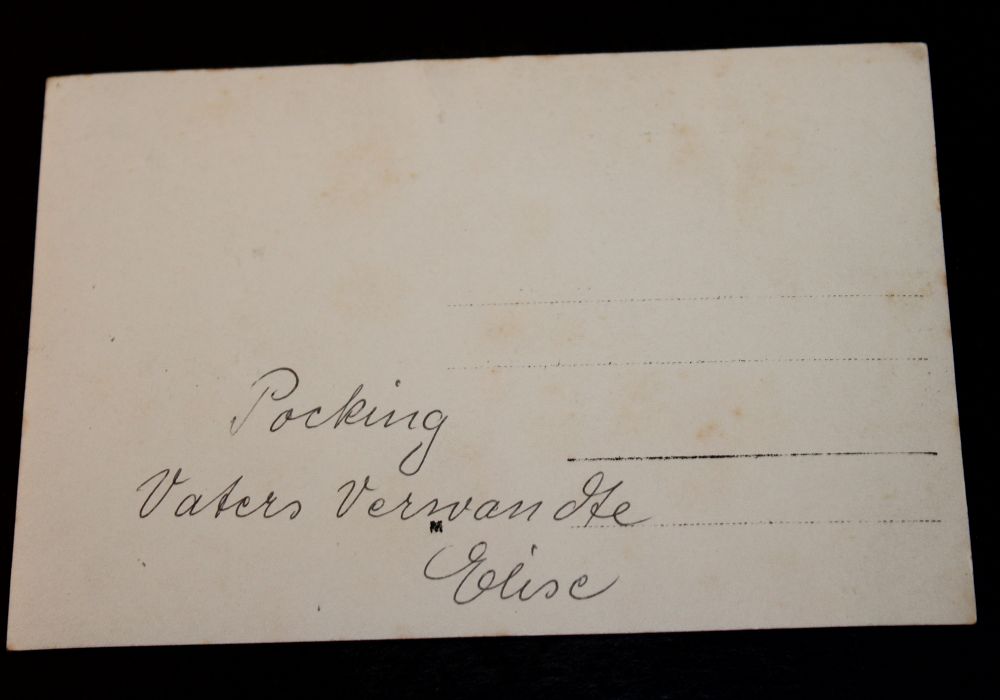 Pocking
Vaters Verwandte
M
Elise